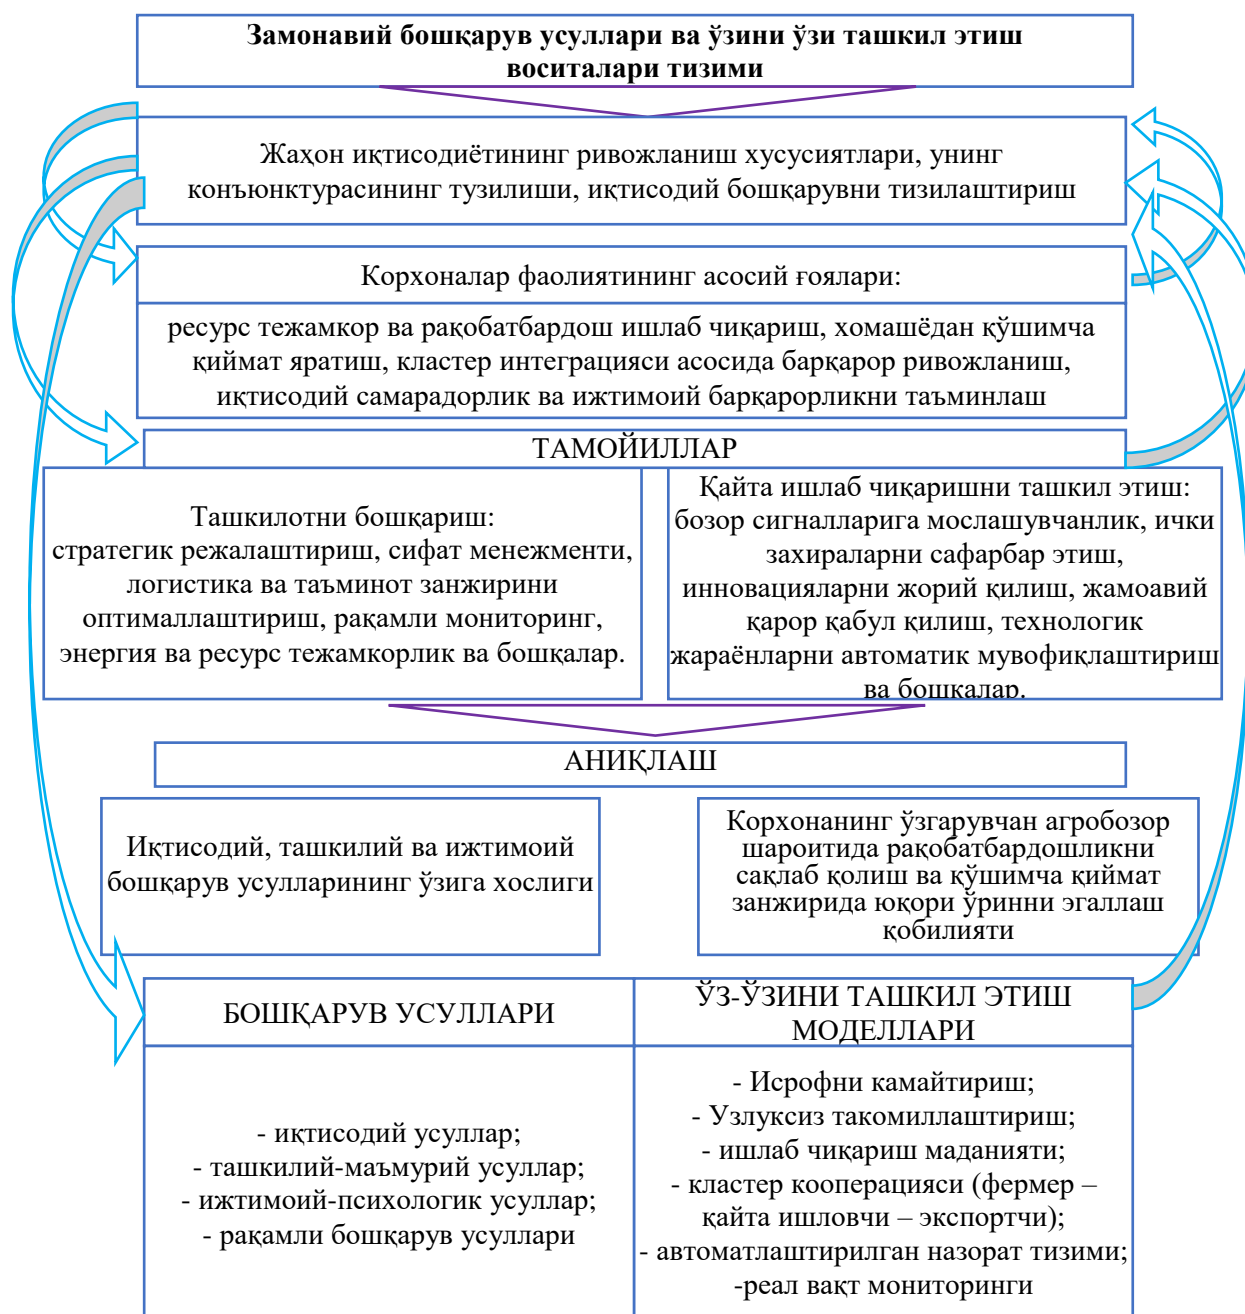 Замонавий бошқарув усуллари ва ўзини ўзи ташкил этиш
воситалари тизими
Жаҳон иқтисодиётининг ривожланиш хусусиятлари, унинг
конъюнктурасининг тузилиши, иқтисодий бошқарувни тизилаштириш
Корхоналар фаолиятининг асосий ғоялари:
ресурс тежамкор ва рақобатбардош ишлаб чиқариш, хомашёдан қўшимча
қиймат яратиш, кластер интеграцияси асосида барқарор ривожланиш,
иқтисодий самарадорлик ва ижтимоий барқарорликни таъминлаш
ТАМОЙИЛЛАР
Ташкилотни бошқариш:
стратегик режалаштириш, сифат менежменти,
логистика ва таъминот занжирини
оптималлаштириш, рақамли мониторинг,
энергия ва ресурс тежамкорлик ва бошқалар.
Қайта ишлаб чиқаришни ташкил этиш:
бозор сигналларига мослашувчанлик, ички
захираларни сафарбар этиш,
инновацияларни жорий қилиш, жамоавий
қарор қабул қилиш, технологик
жараёнларни автоматик мувофиқлаштириш
ва бошқалар.
АНИҚЛАШ
Иқтисодий, ташкилий ва ижтимоий
бошқарув усулларининг ўзига хослиги
Корхонанинг ўзгарувчан агробозор
шароитида рақобатбардошликни
сақлаб қолиш ва қўшимча қиймат
занжирида юқори ўринни эгаллаш
қобилияти
БОШҚАРУВ УСУЛЛАРИ
- иқтисодий усуллар;
- ташкилий-маъмурий усуллар;
- ижтимоий-психологик усуллар;
- рақамли бошқарув усуллари
ЎЗ-ЎЗИНИ ТАШКИЛ ЭТИШ
МОДЕЛЛАРИ
- Исрофни камайтириш;
- Узлуксиз такомиллаштириш;
- ишлаб чиқариш маданияти;
- кластер кооперацияси (фермер –
қайта ишловчи – экспортчи);
- автоматлаштирилган назорат тизими;
-реал вақт мониторинги